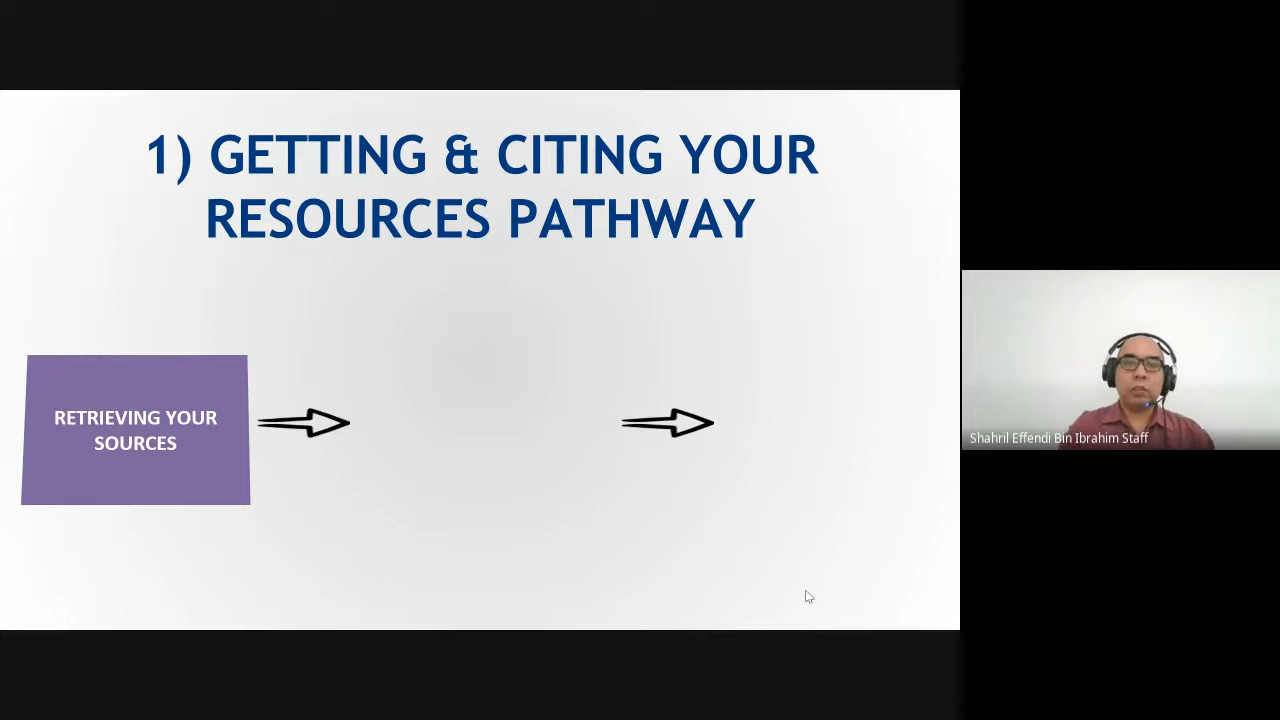 1) GETTING & CITING YOUR
RESOURCES PATHWAY
RETRIEVING YOUR
SOURCES
Shahril Effendi Bin Ibrahim Staff